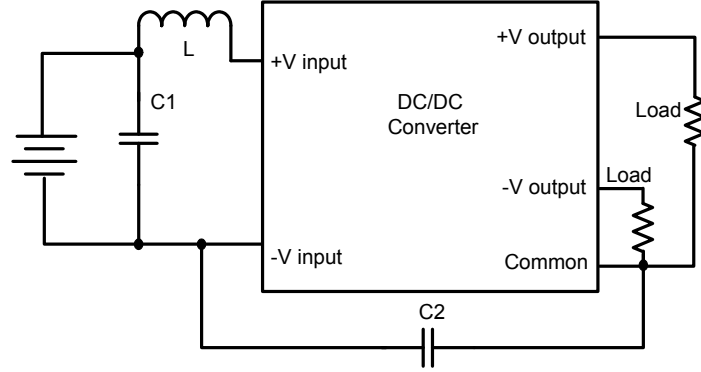 L
+V input
+V output
C1
DC/DC
Converter
Load
Load
-V output
-V input
Common
C2